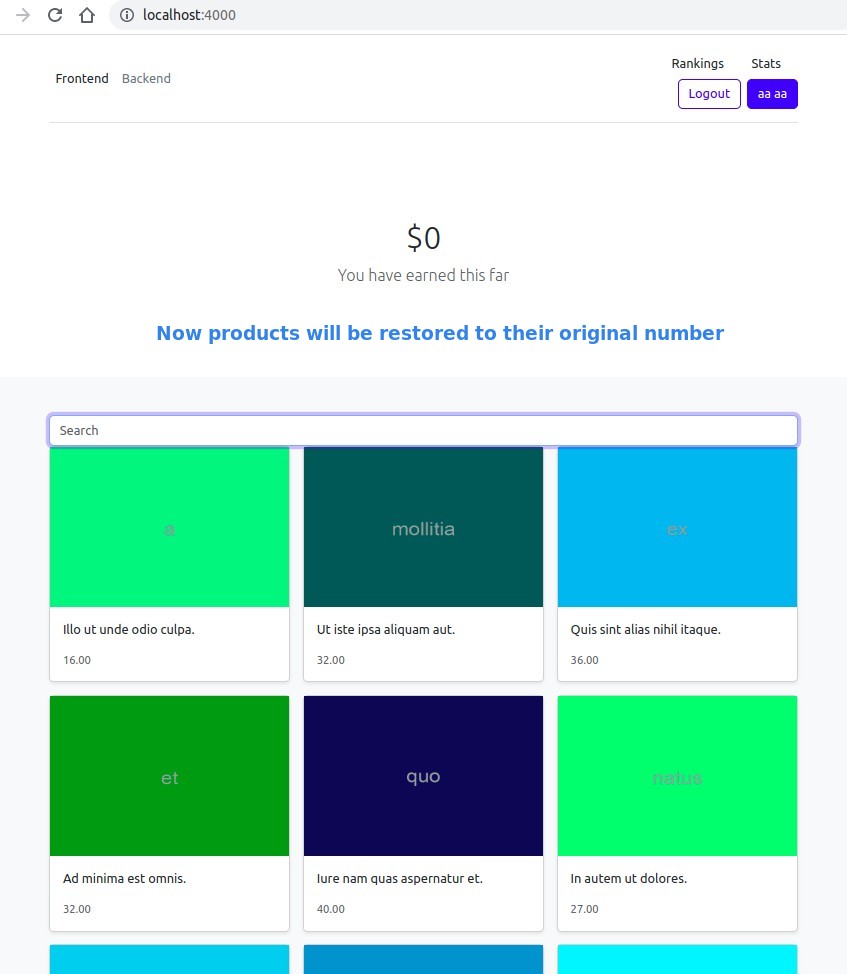 localhost:4000
Frontend Backend
Rankings Stats
Logout aa aa
$0
You have earned this far
Now products will be restored to their original number
Search
a mollitia ex
Illo ut unde odio culpa. Ut iste ipsa aliquam aut. Quis sint alias nihil itaque.
16.00 32.00 36.00
et quo natus
Ad minima est omnis. Iure nam quas aspernatur et. In autem ut dolores.
32.00 40.00 27.00